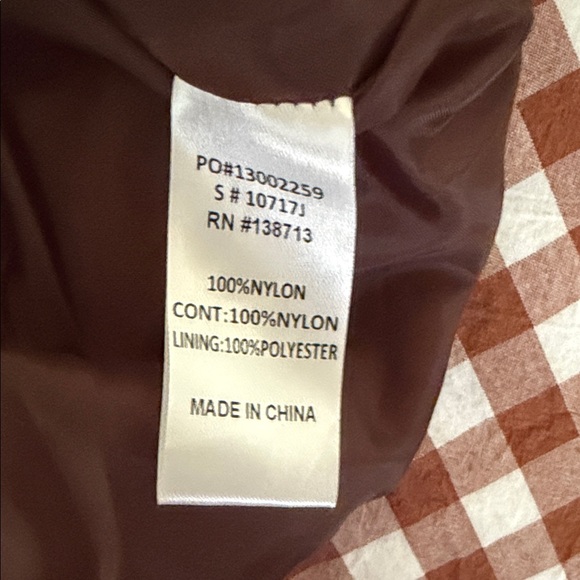 PO#13002259
S # 10717J
RN #138713
100%NYLON
CONT:100%NYLON
LINING:100%POLYESTER
MADE IN CHINA